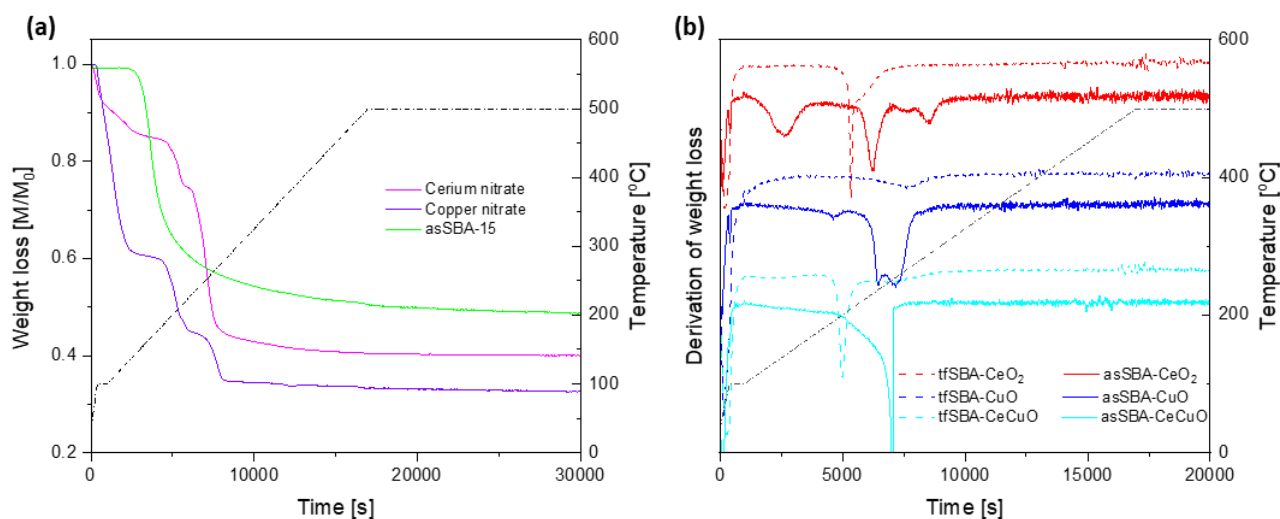 (a)
1.0
0.8
0.6
0.4
0.2
Weight loss [M/M₀]
Cerium nitrate
Copper nitrate
asSBA-15
600
500
400
300
200
100
0
Temperature [°C]
0 10000 20000 30000
Time [s]
(b)
Derivation of weight loss
tfSBA-CeO₂ asSBA-CeO₂
tfSBA-CuO asSBA-CuO
tfSBA-CeCuO asSBA-CeCuO
600
500
400
300
200
100
0
Temperature [°C]
0 5000 10000 15000 20000
Time [s]